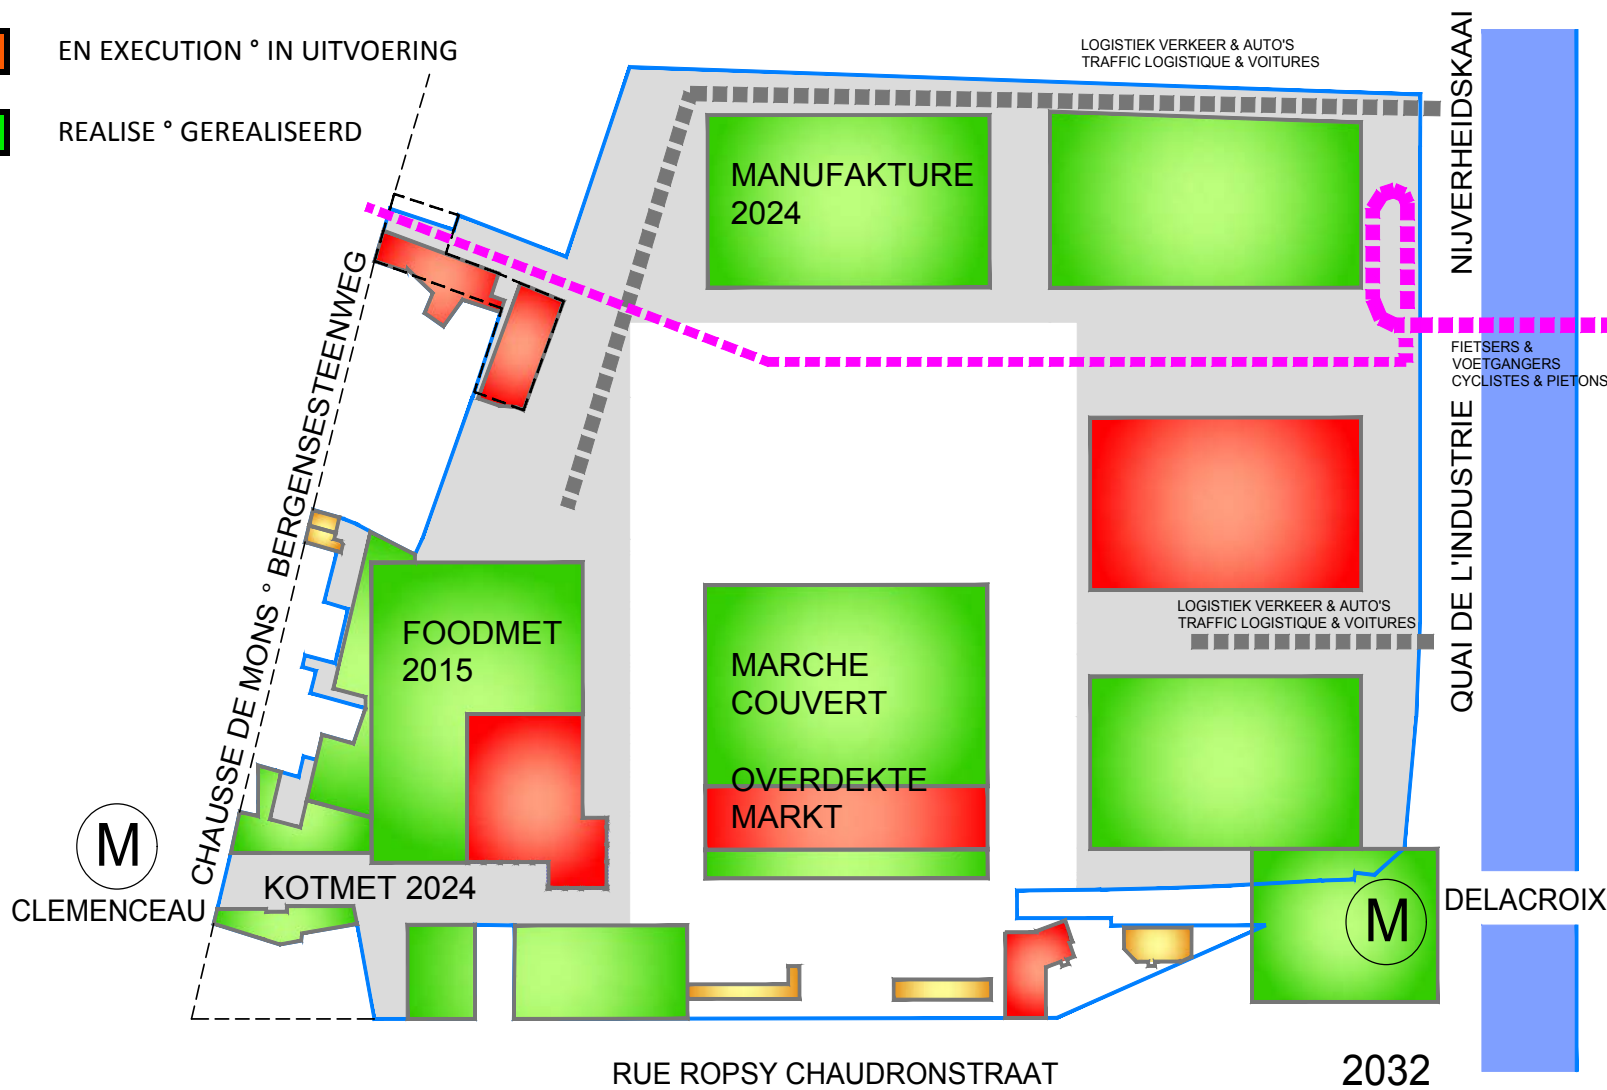 EN EXECUTION ° IN UITVOERING
REALISE ° GEREALISEERD
LOGISTIEK VERKEER & AUTO'S
TRAFFIC LOGISTIQUE & VOITURES
NIJVERHEIDSKAAI
MANUFAKTURE
2024
CHAUSSE DE MONS ° BERGENSESTEENWEG
FIETSERS &
VOETGANGERS
CYCLISTES & PIETONS
QUAI DE L'INDUSTRIE
LOGISTIEK VERKEER & AUTO'S
TRAFFIC LOGISTIQUE & VOITURES
FOODMET
2015
MARCHE
COUVERT
OVERDEKTE
MARKT
M
CLEMENCEAU
KOTMET 2024
M
DELACROIX
RUE ROPSY CHAUDRONSTRAAT
2032